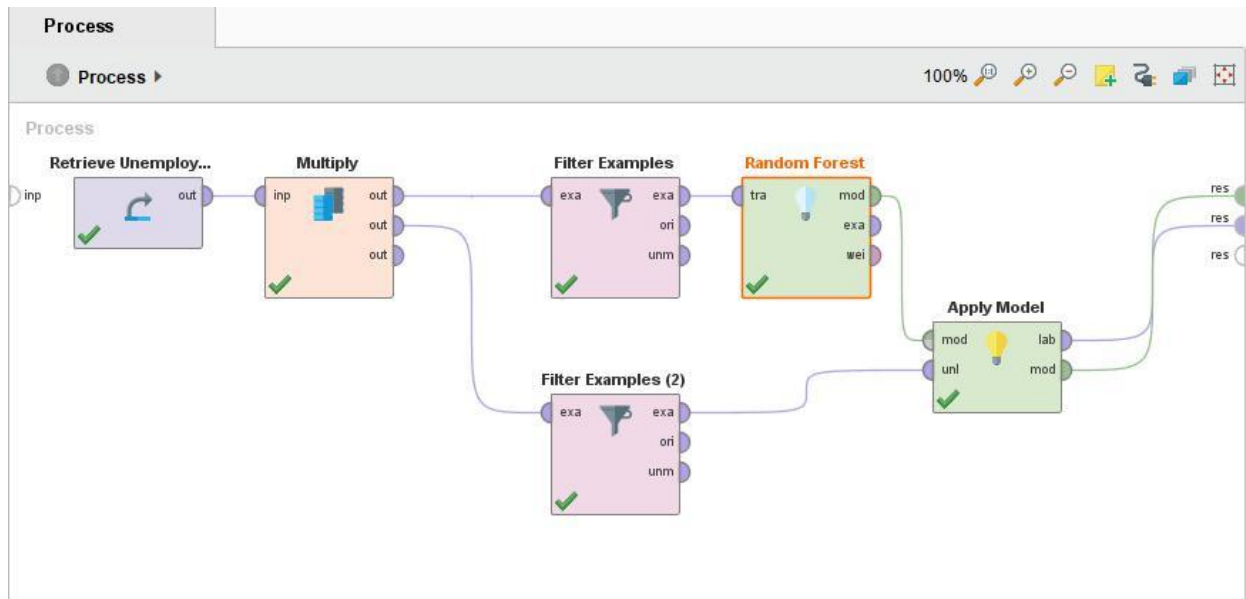 Process
Process
100%
Process
Retrieve Unemploy...
Multiply
Filter Examples
Random Forest
inp
out
inp
out
out
out
exa
exa
ori
unm
tra
mod
exa
wei
res
res
res
Apply Model
mod
lab
unl
mod
Filter Examples (2)
exa
exa
ori
unm